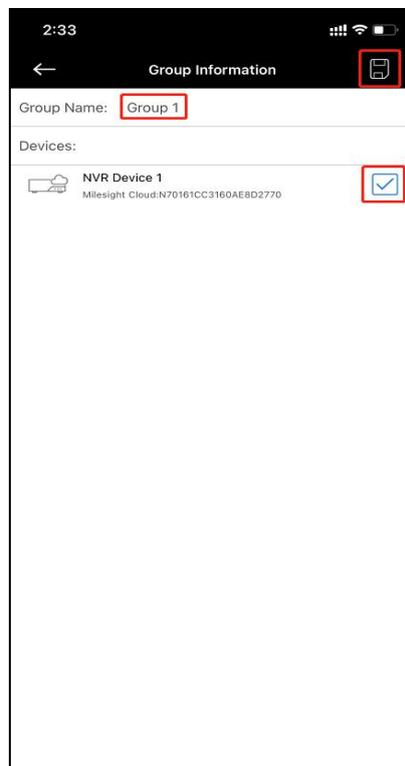 2:33
Group Information
Group Name: Group 1
Devices:
NVR Device 1
Milesight Cloud:N70161CC3160AE8D2770